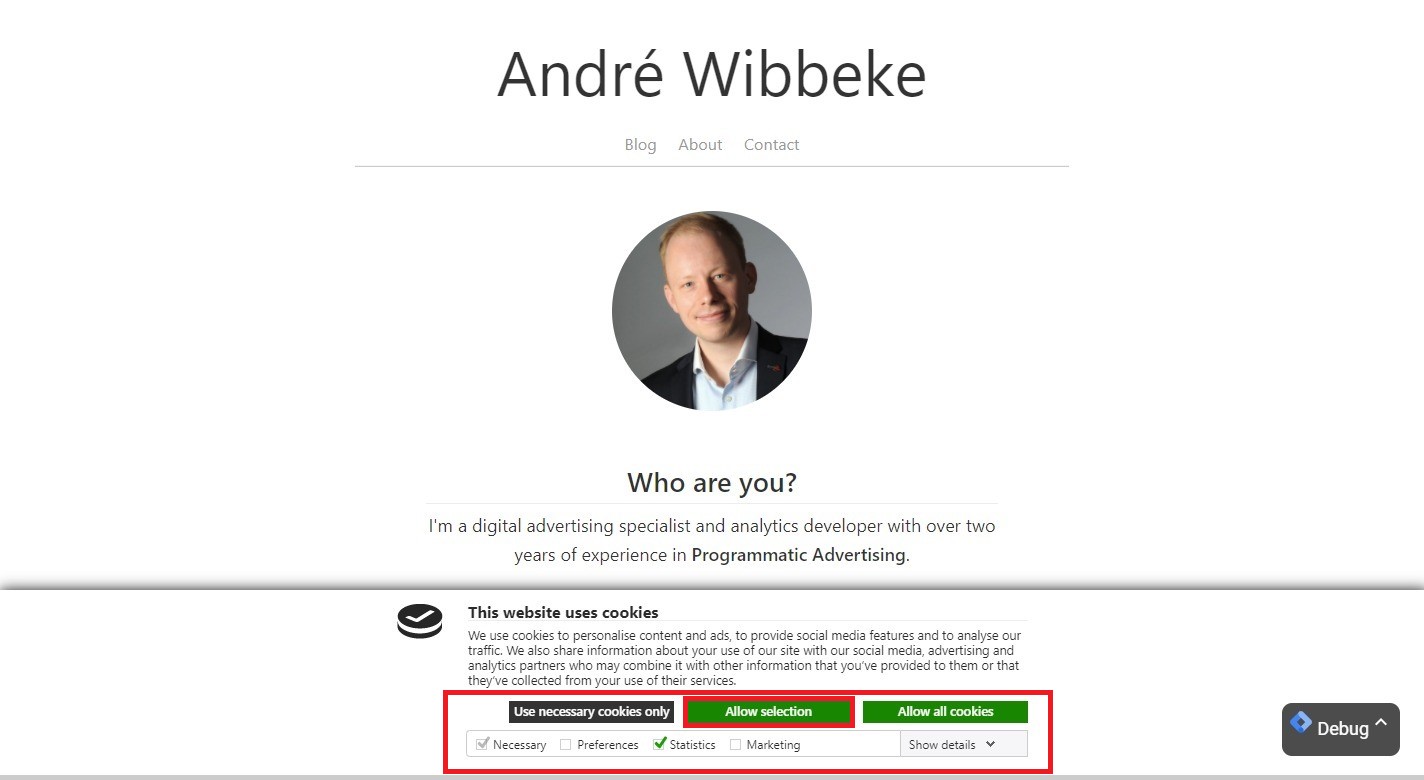 André Wibbeke
Blog About Contact
Who are you?
I'm a digital advertising specialist and analytics developer with over two
years of experience in Programmatic Advertising.
This website uses cookies
We use cookies to personalise content and ads, to provide social media features and to analyse our
traffic. We also share information about your use of our site with our social media, advertising and
analytics partners who may combine it with other information that you've provided to them or that
they've collected from your use of their services.
Use necessary cookies only Allow selection Allow all cookies
Necessary Preferences Statistics Marketing Show details
Debug